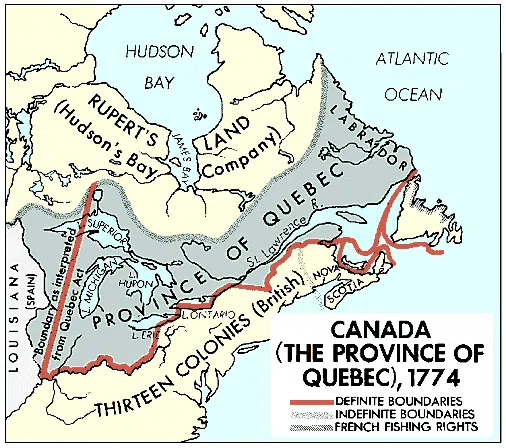 HUDSON
BAY
ATLANTIC
OCEAN
RUPERT'S
(Hudson's Bay
LAND
Company)
JAMES BAY
LABRADOR
PROVINCE OF QUEBEC
St. Lawrence R.
L. SUPERIOR
L. MICHIGAN
L. HURON
L. ONTARIO
L. ERIE
NOVA
SCOTIA
LOUISIANA
(SPAIN)
Boundary as interpreted
from Quebec Act
THIRTEEN COLONIES (British)
CANADA
(THE PROVINCE OF
QUEBEC), 1774
DEFINITE BOUNDARIES
INDEFINITE BOUNDARIES
FRENCH FISHING RIGHTS